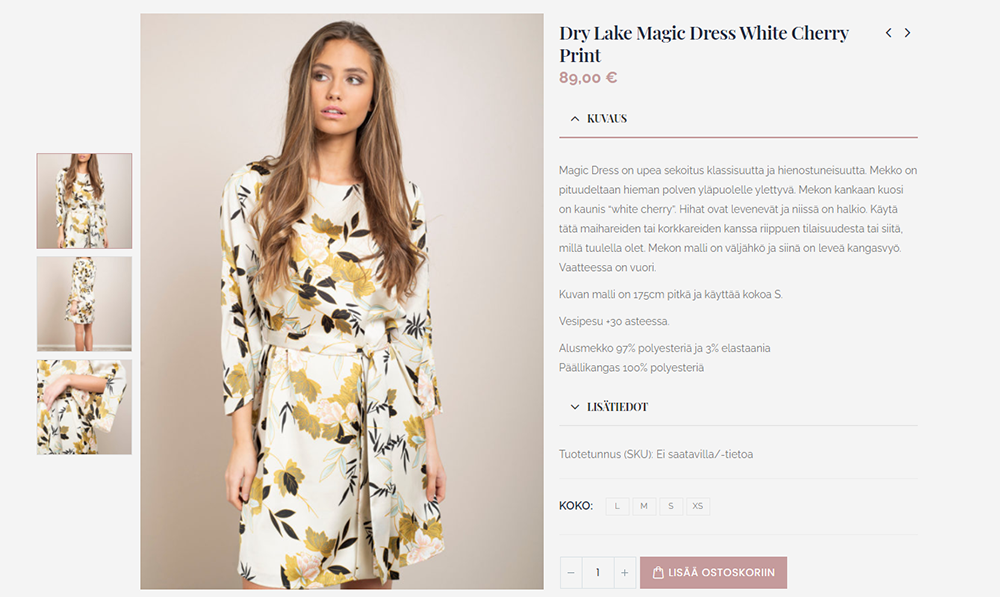 Dry Lake Magic Dress White Cherry
Print
89,00 €
KUVAUS
Magic Dress on upea sekoitus klassisuutta ja hienostuneisuutta. Mekko on
pituudeltaan hieman polven yläpuolelle ylettyvä. Mekon kankaan kuosi
on kaunis “white cherry”. Hihat ovat levenevät ja niissä on halkio. Käytä
tätä maihareiden tai korkkareiden kanssa riippuen tilaisuudesta tai siitä,
millä tuulella olet. Mekon malli on väljähkö ja siinä on leveä kangasvyö.
Vaatteessa on vuori.
Kuvan malli on 175cm pitkä ja käyttää kokoa S.
Vesipesu +30 asteessa.
Alusmekko 97% polyesteriä ja 3% elastaania
Päällikangas 100% polyesteriä
LISÄTIEDOT
Tuotetunnus (SKU): Ei saatavilla/-tietoa
KOKO: L M S XS
− 1 + LISÄÄ OSTOSKORIIN